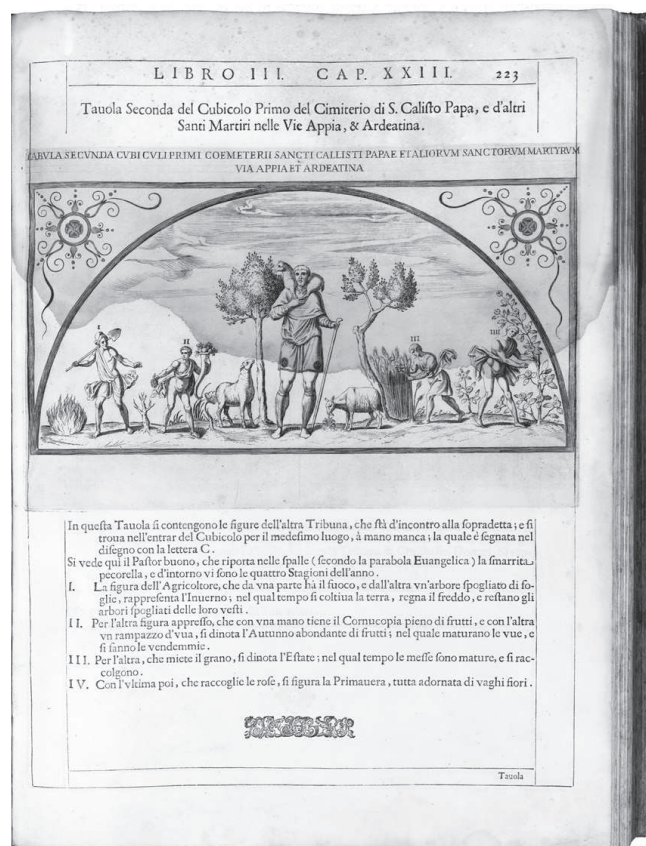 LIBRO III. CAP. XXIII. 223
Tauola Seconda del Cubicolo Primo del Cimiterio di S. Calisto Papa, e d'altri
Santi Martiri nelle Vie Appia, & Ardeatina.
TABVLA SECVNDA CVBICVLI PRIMI COEMETERII SANCTI CALLISTI PAPAE ET ALIORVM SANCTORVM MARTYRVM
VIA APPIA ET ARDEATINA
I
II
III
IIII
In questa Tauola si contengono le figure dell'altra Tribuna, che stà d'incontro alla sopradetta; e si
troua nell'entrar del Cubicolo per il medesimo luogo, à mano manca; la quale è segnata nel
disegno con la lettera C.
Si vede quì il Pastor buono, che riporta nelle spalle (secondo la parabola Euangelica) la smarrita
pecorella, e d'intorno vi sono le quattro Stagioni dell'anno.
I. La figura dell'Agricoltore, che da vna parte hà il fuoco, e dall'altra vn'arbore spogliato di fo-
glie, rappresenta l'Inuerno; nel qual tempo si coltiua la terra, regna il freddo, e restano gli
arbori spogliati delle loro vesti.
II. Per l'altra figura appresso, che con vna mano tiene il Cornucopia pieno di frutti, e con l'altra
vn rampazzo d'vua, si dinota l'Autunno abondante di frutti; nel quale maturano le vue, e
si fanno le vendemmie.
III. Per l'altra, che miete il grano, si dinota l'Estate; nel qual tempo le messe sono mature, e si rac-
colgono.
IV. Con l'vltima poi, che raccoglie le rose, si figura la Primauera, tutta adornata di vaghi fiori.
Tauola